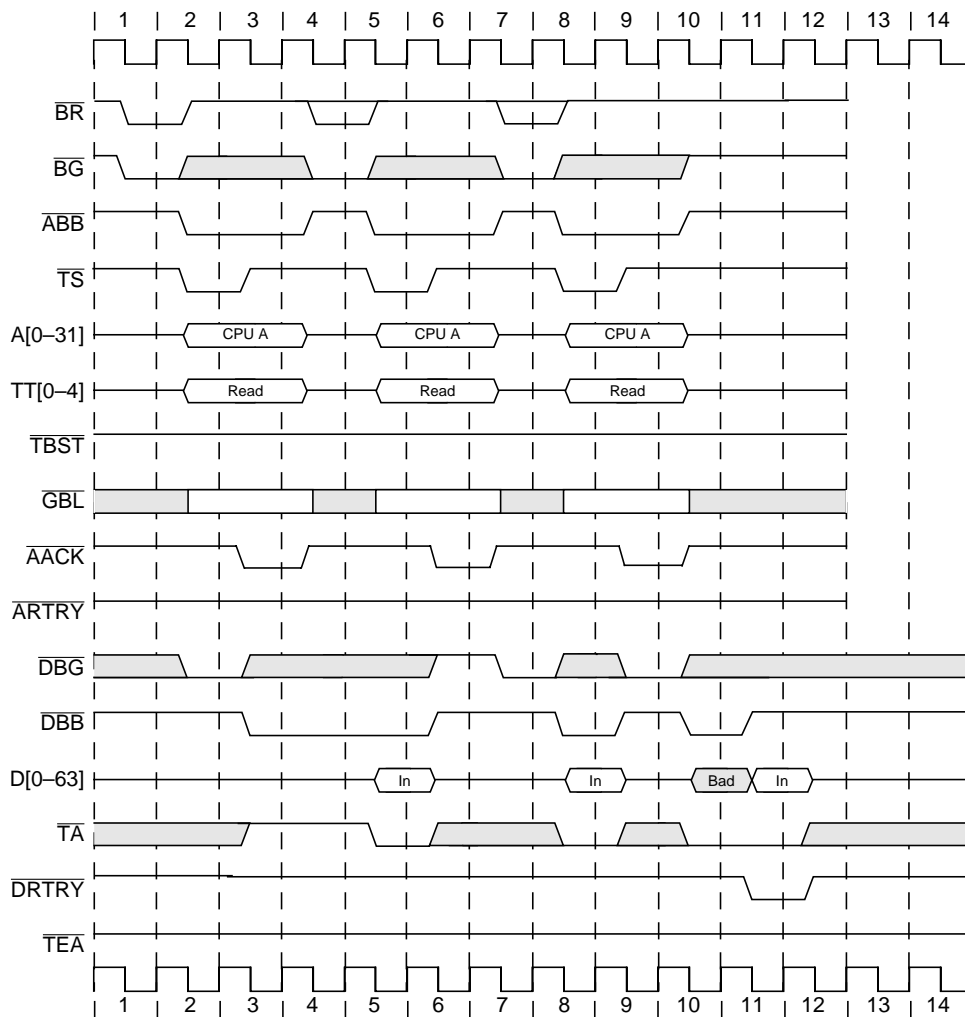 1 2 3 4 5 6 7 8 9 10 11 12 13 14
BR
BG
ABB
TS
A[0–31] CPU A CPU A CPU A
TT[0–4] Read Read Read
TBST
GBL
AACK
ARTRY
DBG
DBB
D[0–63] In In Bad In
TA
DRTRY
TEA
1 2 3 4 5 6 7 8 9 10 11 12 13 14